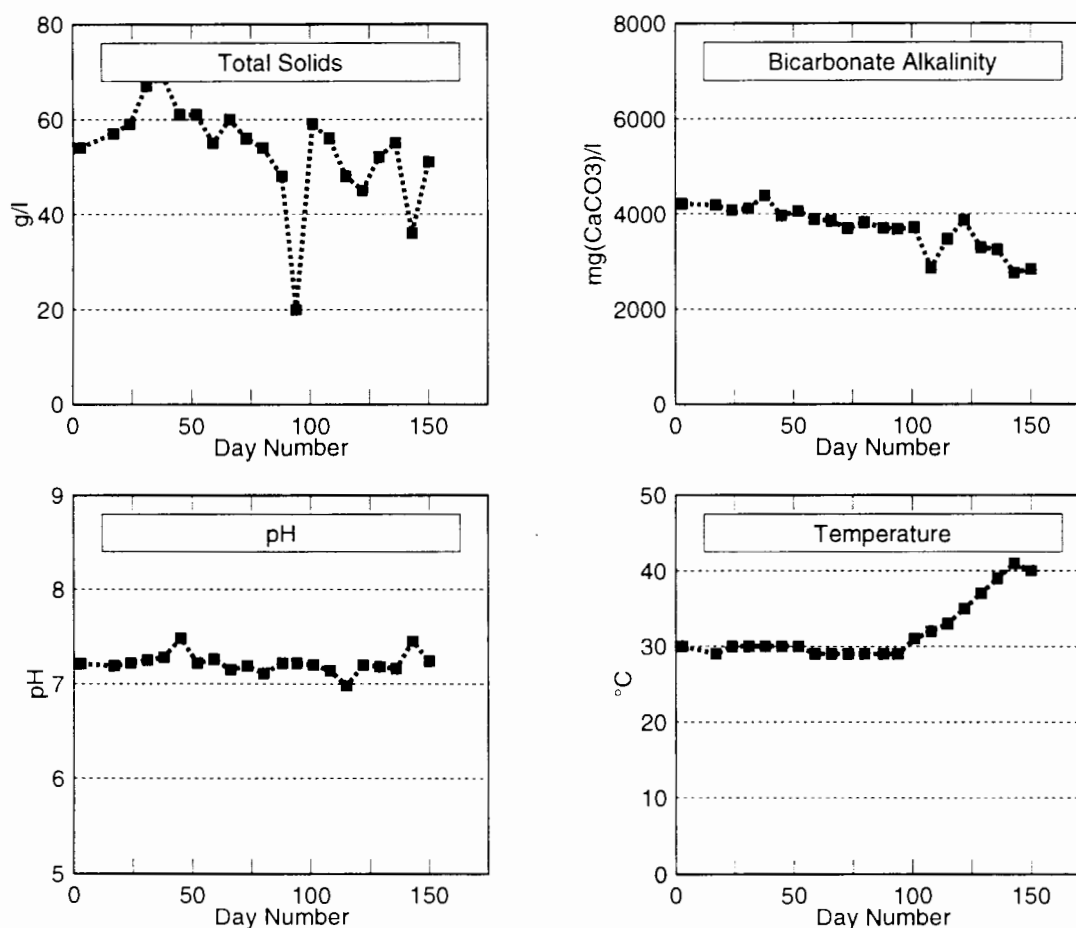 Total Solids
80
60
40
20
0
g/l
0 50 100 150
Day Number
Bicarbonate Alkalinity
8000
6000
4000
2000
0
mg(CaCO3)/l
0 50 100 150
Day Number
pH
9
8
7
6
5
pH
0 50 100 150
Day Number
Temperature
50
40
30
20
10
0
°C
0 50 100 150
Day Number